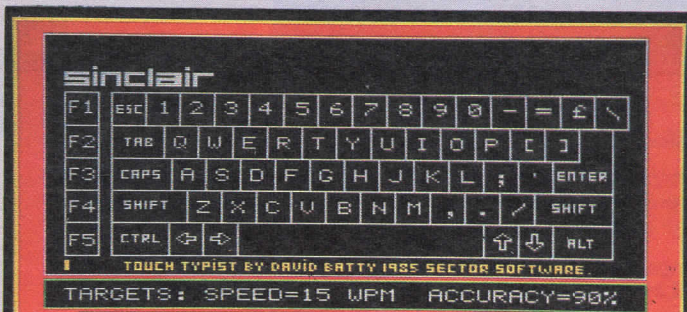 sinclair
F1 ESC 1 2 3 4 5 6 7 8 9 0 - = £ \
F2 TAB Q W E R T Y U I O P [ ]
F3 CAPS A S D F G H J K L ; ' ENTER
F4 SHIFT Z X C V B N M , . / SHIFT
F5 CTRL ⇦ ⇨ ⇧ ⇩ ALT
TOUCH TYPIST BY DAVID BATTY 1985 SECTOR SOFTWARE.
TARGETS: SPEED=15 WPM ACCURACY=90%